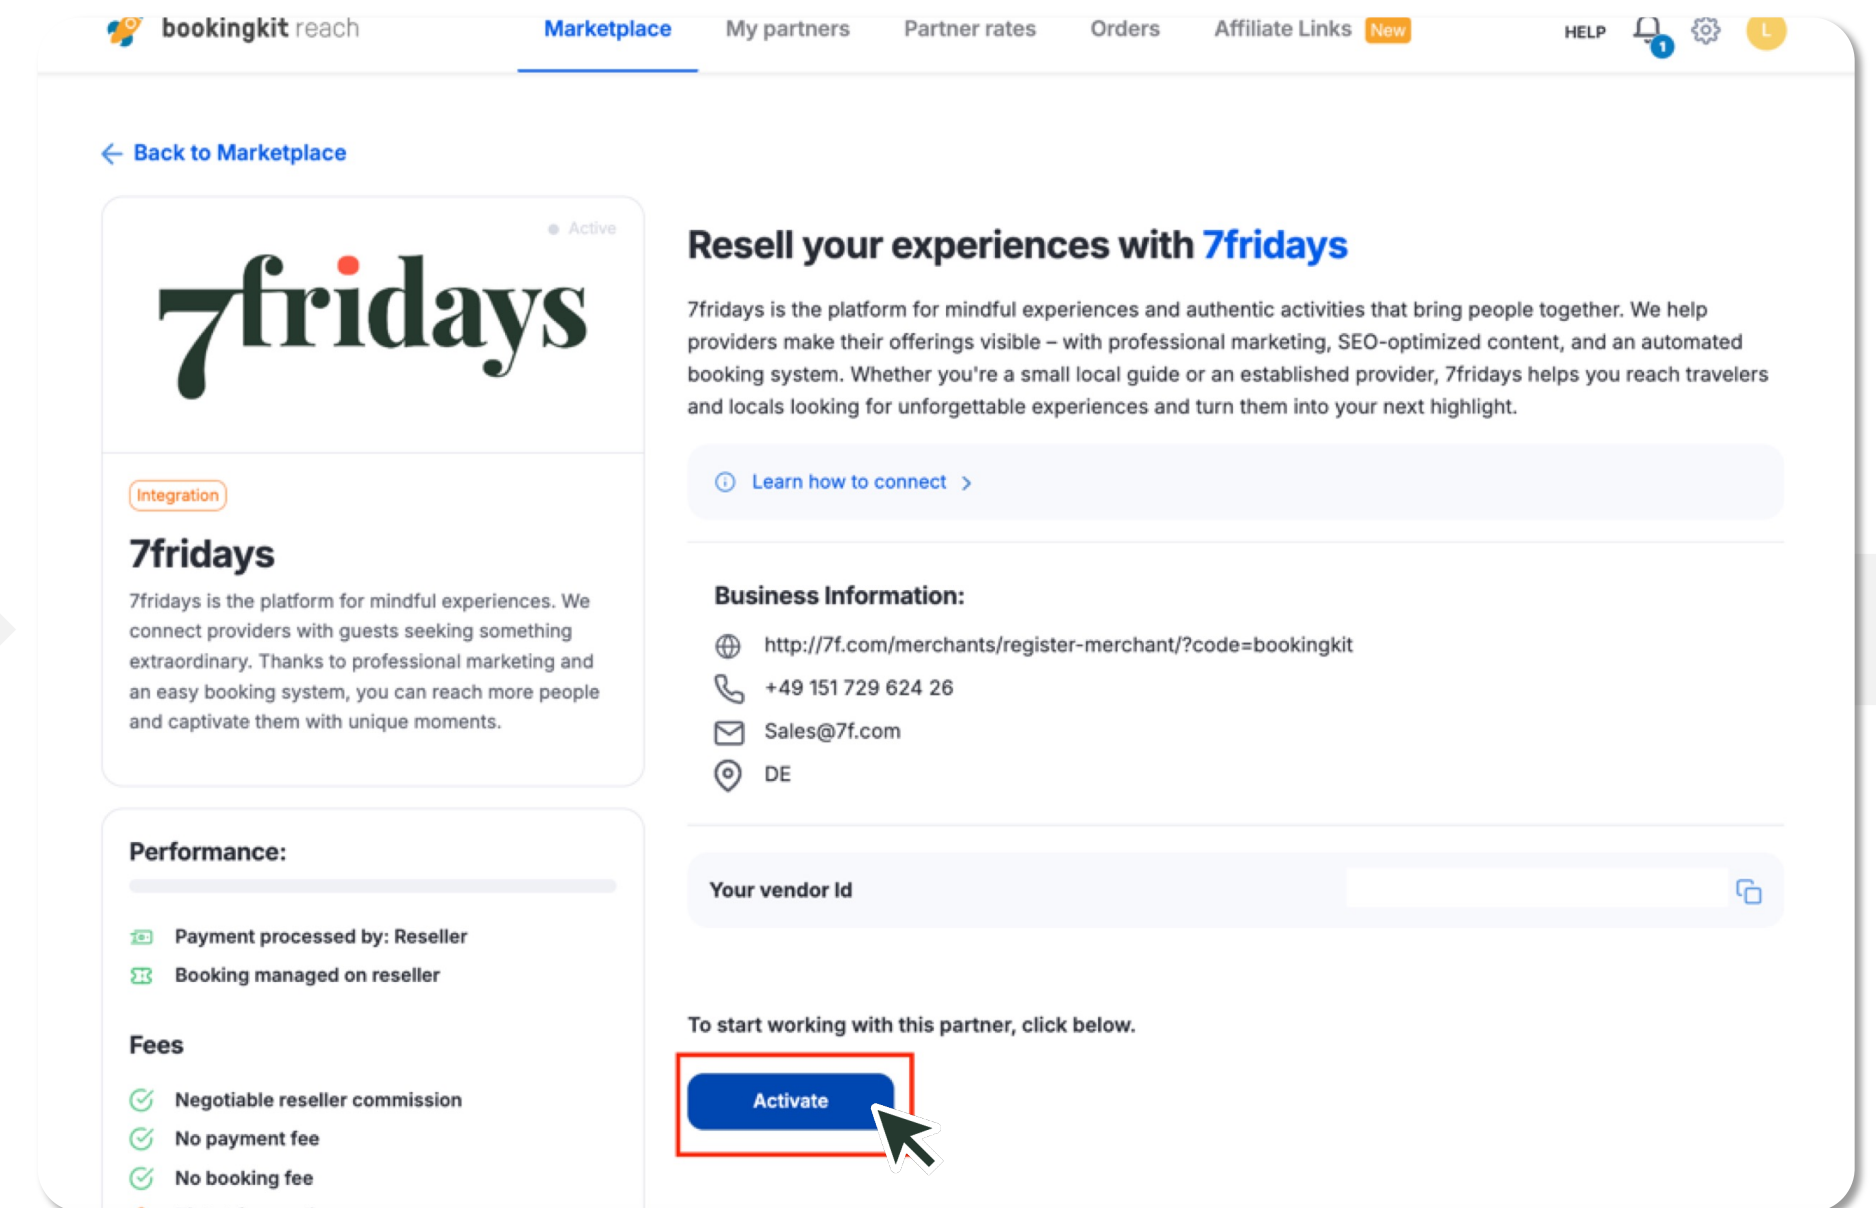 bookingkit reach
Marketplace
My partners
Partner rates
Orders
Affiliate Links New
HELP
1
L
Back to Marketplace
Active
7fridays
Integration
7fridays
7fridays is the platform for mindful experiences. We
connect providers with guests seeking something
extraordinary. Thanks to professional marketing and
an easy booking system, you can reach more people
and captivate them with unique moments.
Performance:
Payment processed by: Reseller
Booking managed on reseller
Fees
Negotiable reseller commission
No payment fee
No booking fee
Resell your experiences with 7fridays
7fridays is the platform for mindful experiences and authentic activities that bring people together. We help
providers make their offerings visible – with professional marketing, SEO-optimized content, and an automated
booking system. Whether you're a small local guide or an established provider, 7fridays helps you reach travelers
and locals looking for unforgettable experiences and turn them into your next highlight.
Learn how to connect >
Business Information:
http://7f.com/merchants/register-merchant/?code=bookingkit
+49 151 729 624 26
Sales@7f.com
DE
Your vendor Id
To start working with this partner, click below.
Activate